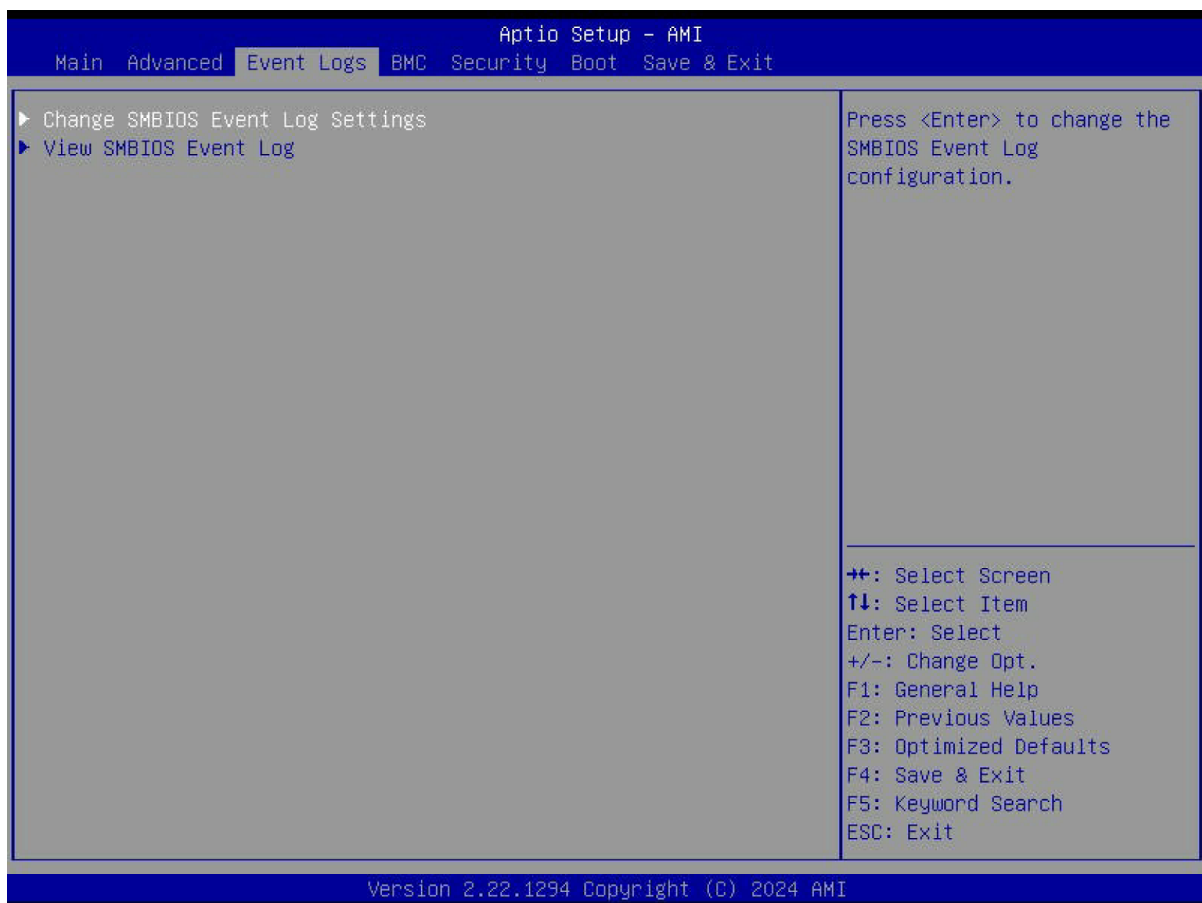 Aptio Setup – AMI
Main Advanced Event Logs BMC Security Boot Save & Exit
▶ Change SMBIOS Event Log Settings
▶ View SMBIOS Event Log
Press <Enter> to change the
SMBIOS Event Log
configuration.
→←: Select Screen
↑↓: Select Item
Enter: Select
+/-: Change Opt.
F1: General Help
F2: Previous Values
F3: Optimized Defaults
F4: Save & Exit
F5: Keyword Search
ESC: Exit
Version 2.22.1294 Copyright (C) 2024 AMI